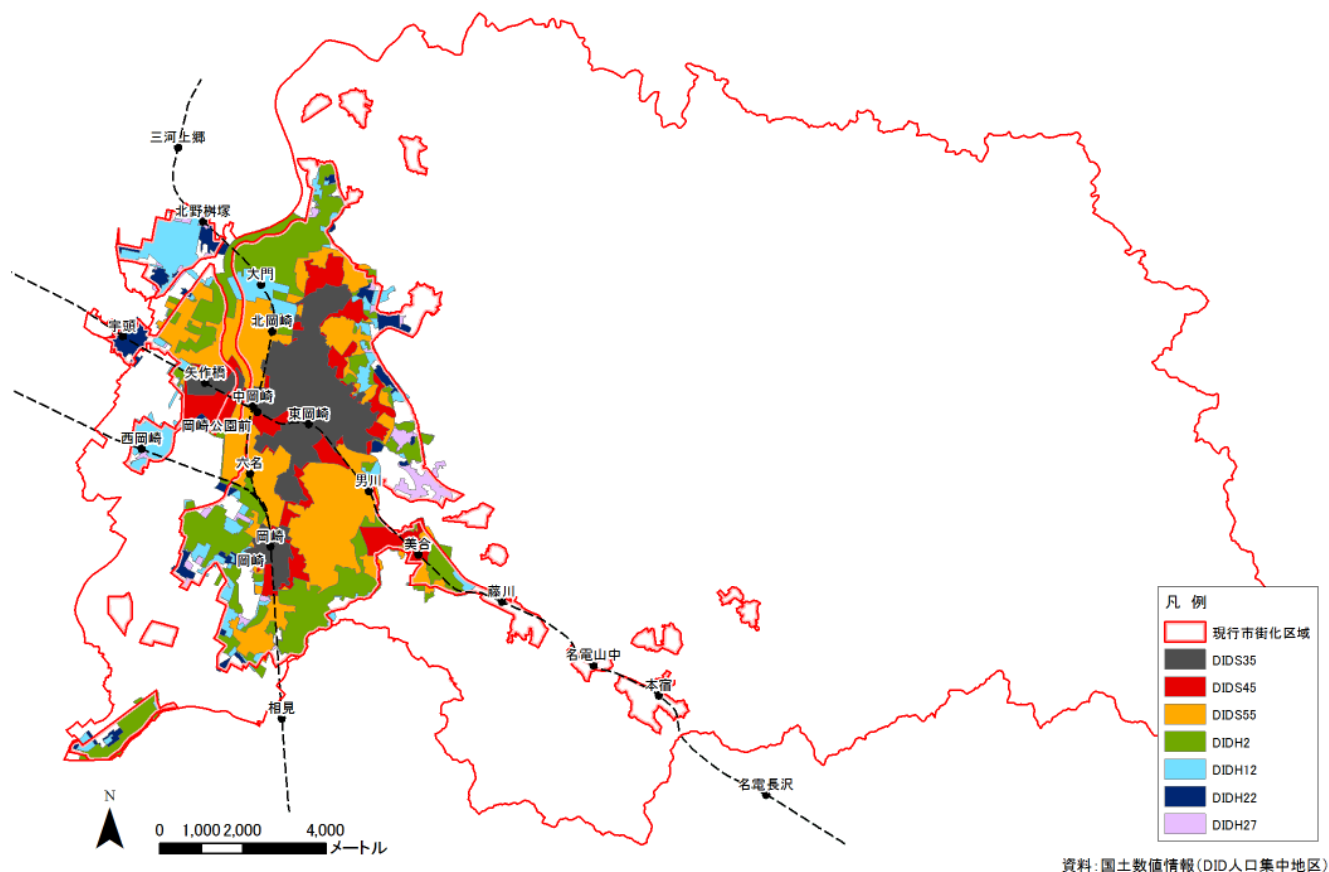 三河上郷
北野桝塚
大門
宇頭
北岡崎
矢作橋
中岡崎
岡崎公園前
東岡崎
西岡崎
六名
男川
岡崎
岡崎
美合
藤川
名電山中
本宿
相見
名電長沢
N
0 1,000 2,000 4,000
メートル
凡 例
現行市街化区域
DIDS35
DIDS45
DIDS55
DIDH2
DIDH12
DIDH22
DIDH27
資料:国土数値情報(DID人口集中地区)